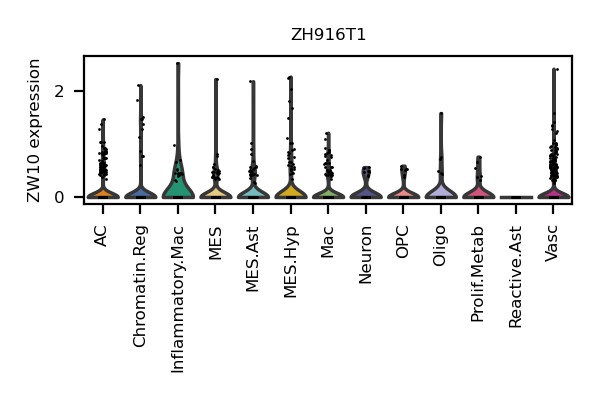 ZH916T1
ZW10 expression
2
0
AC
Chromatin.Reg
Inflammatory.Mac
MES
MES.Ast
MES.Hyp
Mac
Neuron
OPC
Oligo
Prolif.Metab
Reactive.Ast
Vasc